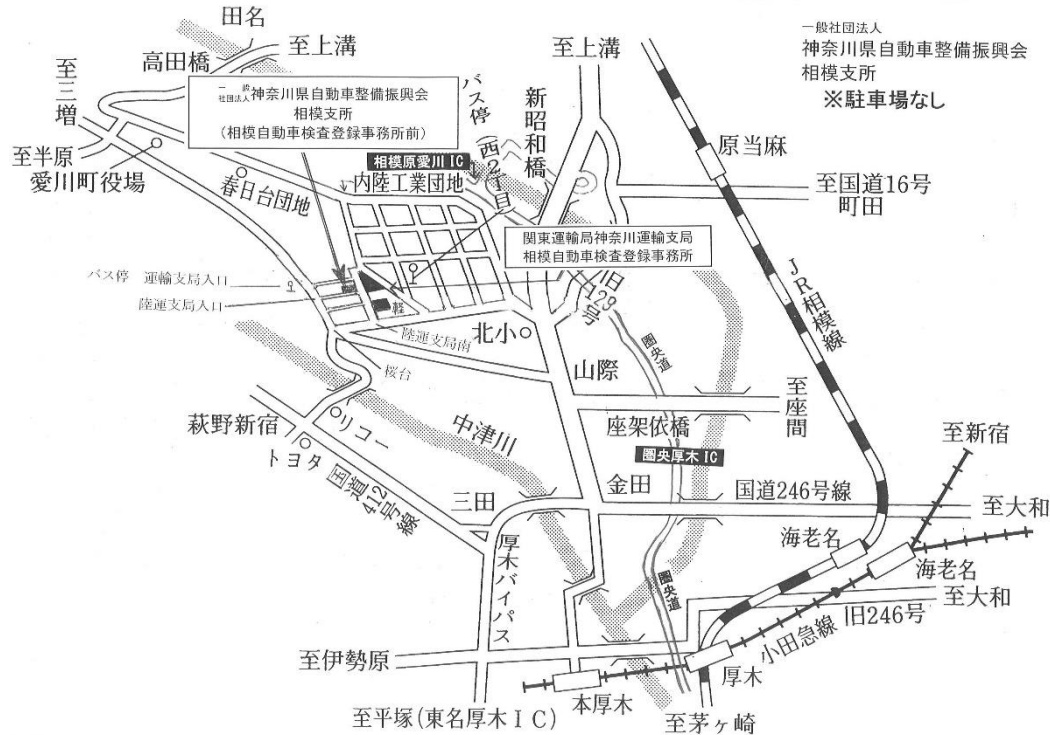 田名
高田橋
至上溝
至三増
至半原
愛川町役場
一般社団法人神奈川県自動車整備振興会
相模支所
(相模自動車検査登録事務所前)
バス停(西2丁目)
新昭和橋
至上溝
一般社団法人
神奈川県自動車整備振興会
相模支所
※駐車場なし
原当麻
至国道16号
町田
相模原愛川 IC
内陸工業団地
春日台団地
関東運輸局神奈川運輸支局
相模自動車検査登録事務所
バス停 運輸支局入口
陸運支局入口
軽
旧129号
JR相模線
陸運支局南
北小
圏央道
山際
桜台
至座間
座架依橋
萩野新宿
リコー
トヨタ
中津川
国道412号線
圏央厚木 IC
至新宿
三田
金田
国道246号線
至大和
厚木バイパス
海老名
海老名
圏央道
至大和
旧246号
小田急線
至伊勢原
厚木
本厚木
至平塚(東名厚木IC)
至茅ヶ崎